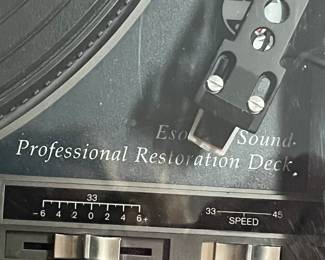 Sound
Professional Restoration Deck
33
-6 4 2 0 2 4 6+
33 45
SPEED